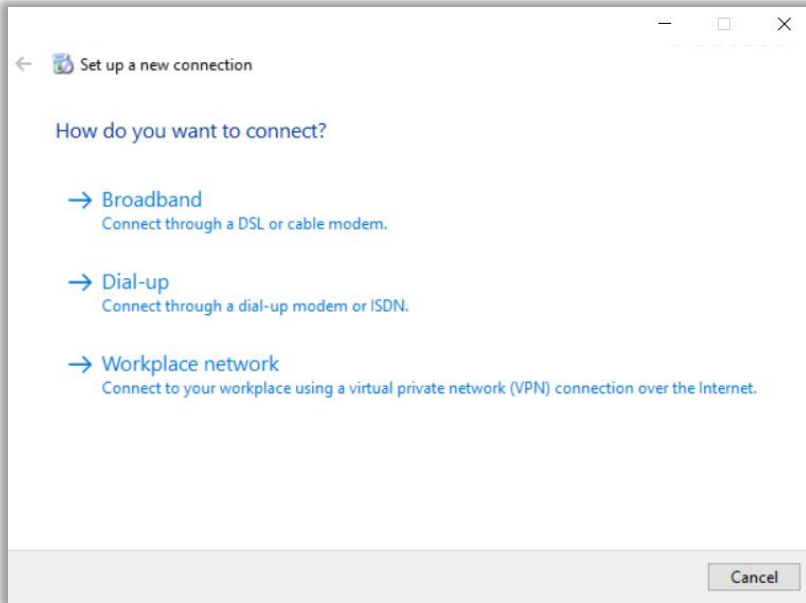 Set up a new connection
How do you want to connect?
Broadband
Connect through a DSL or cable modem.
Dial-up
Connect through a dial-up modem or ISDN.
Workplace network
Connect to your workplace using a virtual private network (VPN) connection over the Internet.
Cancel